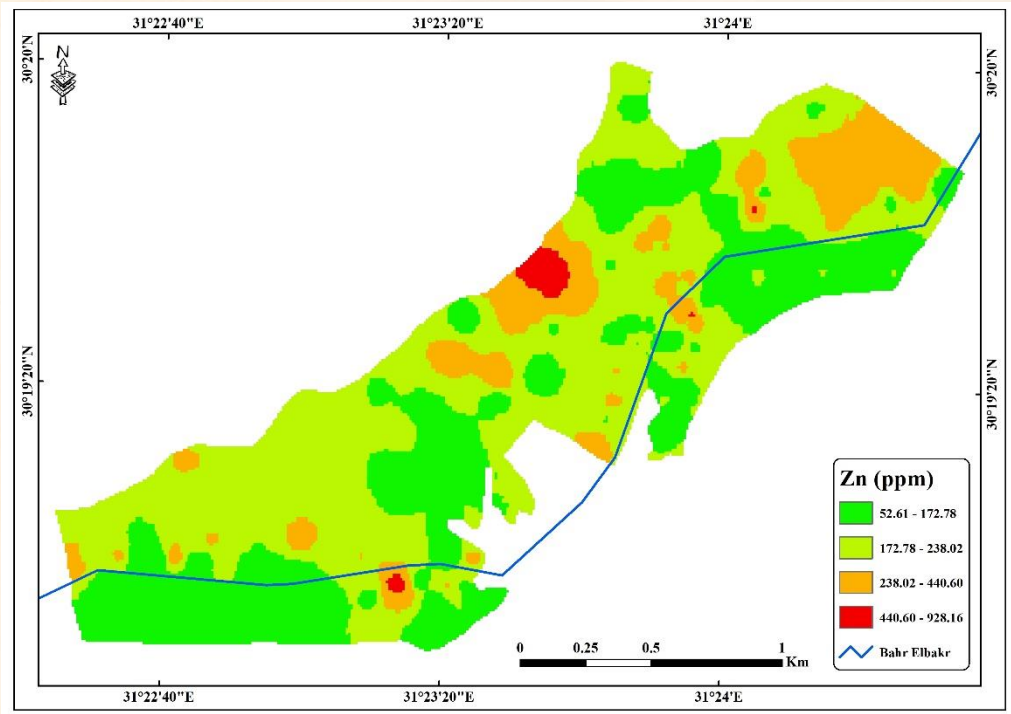 31°22'40"E 31°23'20"E 31°24'E
30°20'N
30°20'N
N
30°19'20"N
30°19'20"N
Zn (ppm)
52.61 - 172.78
172.78 - 238.02
238.02 - 440.60
440.60 - 928.16
Bahr Elbakr
0 0.25 0.5 1
Km
31°22'40"E 31°23'20"E 31°24'E